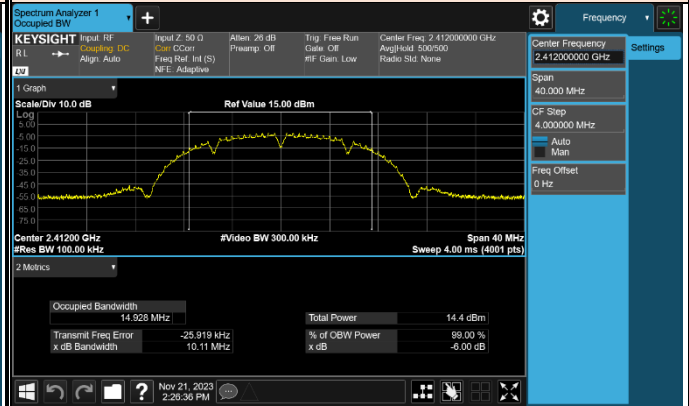 Spectrum Analyzer 1
Occupied BW
+
Frequency
KEYSIGHT
Input: RF
Input Z: 50 Ω
Atten: 26 dB
Trig: Free Run
Center Freq: 2.412000000 GHz
RL
Coupling: DC
Corr CCorr
Preamp: Off
Gate: Off
Avg|Hold: 500/500
Align: Auto
Freq Ref: Int (S)
#IF Gain: Low
Radio Std: None
NFE: Adaptive
LXI
Center Frequency
2.412000000 GHz
Settings
Span
40.000 MHz
CF Step
4.000000 MHz
Auto
Man
Freq Offset
0 Hz
1 Graph
Scale/Div 10.0 dB
Ref Value 15.00 dBm
Log
5.00
-5.00
-15.0
-25.0
-35.0
-45.0
-55.0
-65.0
-75.0
Center 2.41200 GHz
#Video BW 300.00 kHz
Span 40 MHz
#Res BW 100.00 kHz
Sweep 4.00 ms (4001 pts)
2 Metrics
Occupied Bandwidth
14.928 MHz
Total Power
14.4 dBm
Transmit Freq Error
-25.919 kHz
% of OBW Power
99.00 %
x dB Bandwidth
10.11 MHz
x dB
-6.00 dB
?
Nov 21, 2023
2:26:36 PM